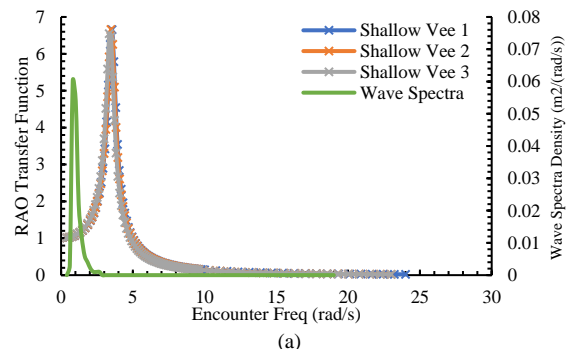 7
6
5
4
3
2
1
0
RAO Transfer Function
0.08
0.07
0.06
0.05
0.04
0.03
0.02
0.01
0
Wave Spectra Density (m2/(rad/s))
Shallow Vee 1
Shallow Vee 2
Shallow Vee 3
Wave Spectra
0 5 10 15 20 25 30
Encounter Freq (rad/s)
(a)